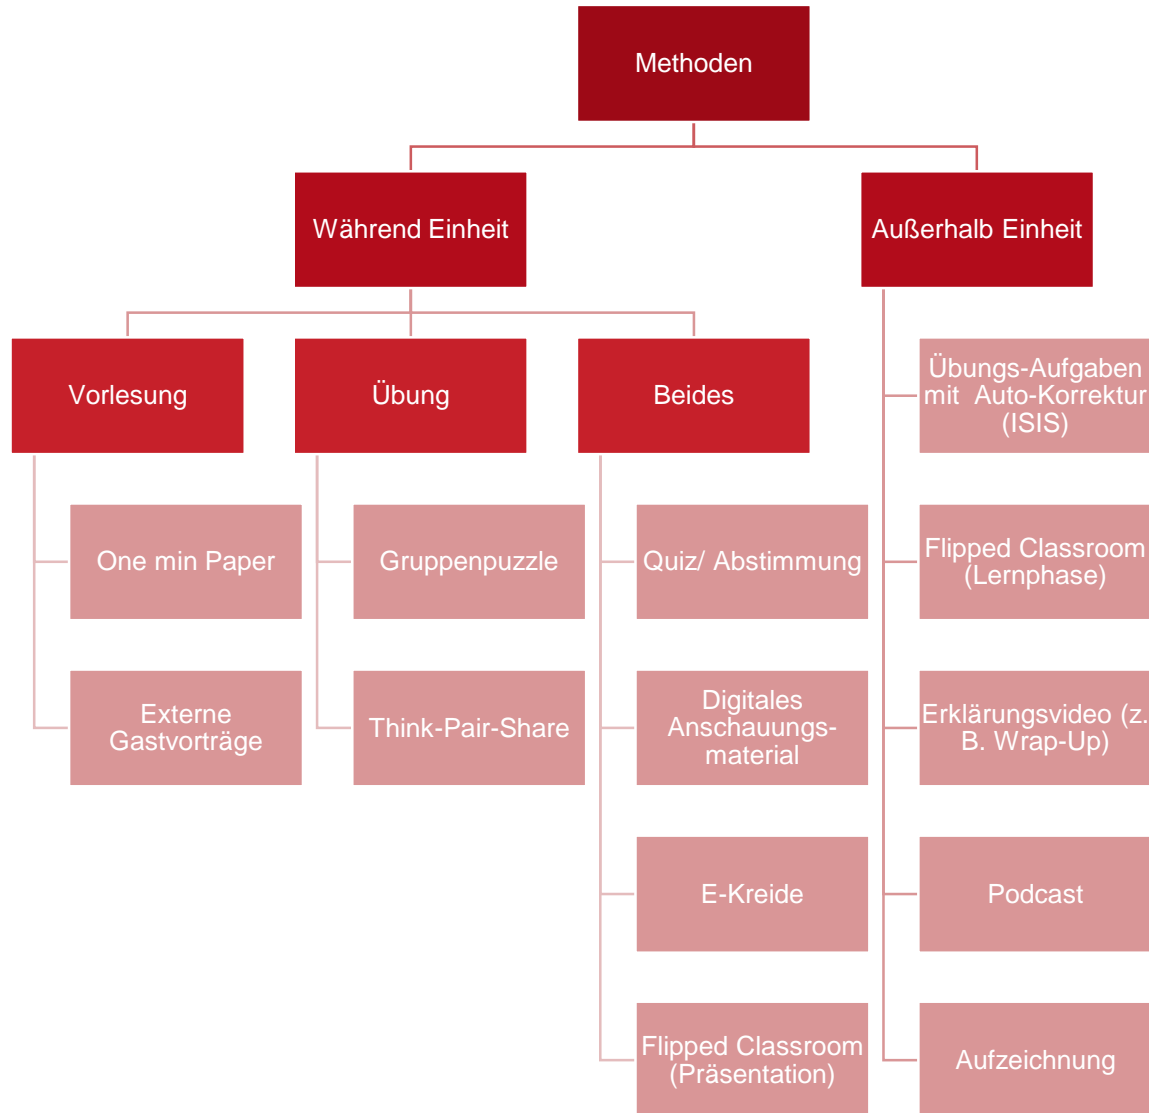 Methoden
Während Einheit
Außerhalb Einheit
Vorlesung
Übung
Beides
Übungs-Aufgaben
mit  Auto-Korrektur
(ISIS)
One min Paper
Gruppenpuzzle
Quiz/ Abstimmung
Flipped Classroom
(Lernphase)
Externe
Gastvorträge
Think-Pair-Share
Digitales
Anschauungs-
material
Erklärungsvideo (z.
B. Wrap-Up)
E-Kreide
Podcast
Flipped Classroom
(Präsentation)
Aufzeichnung